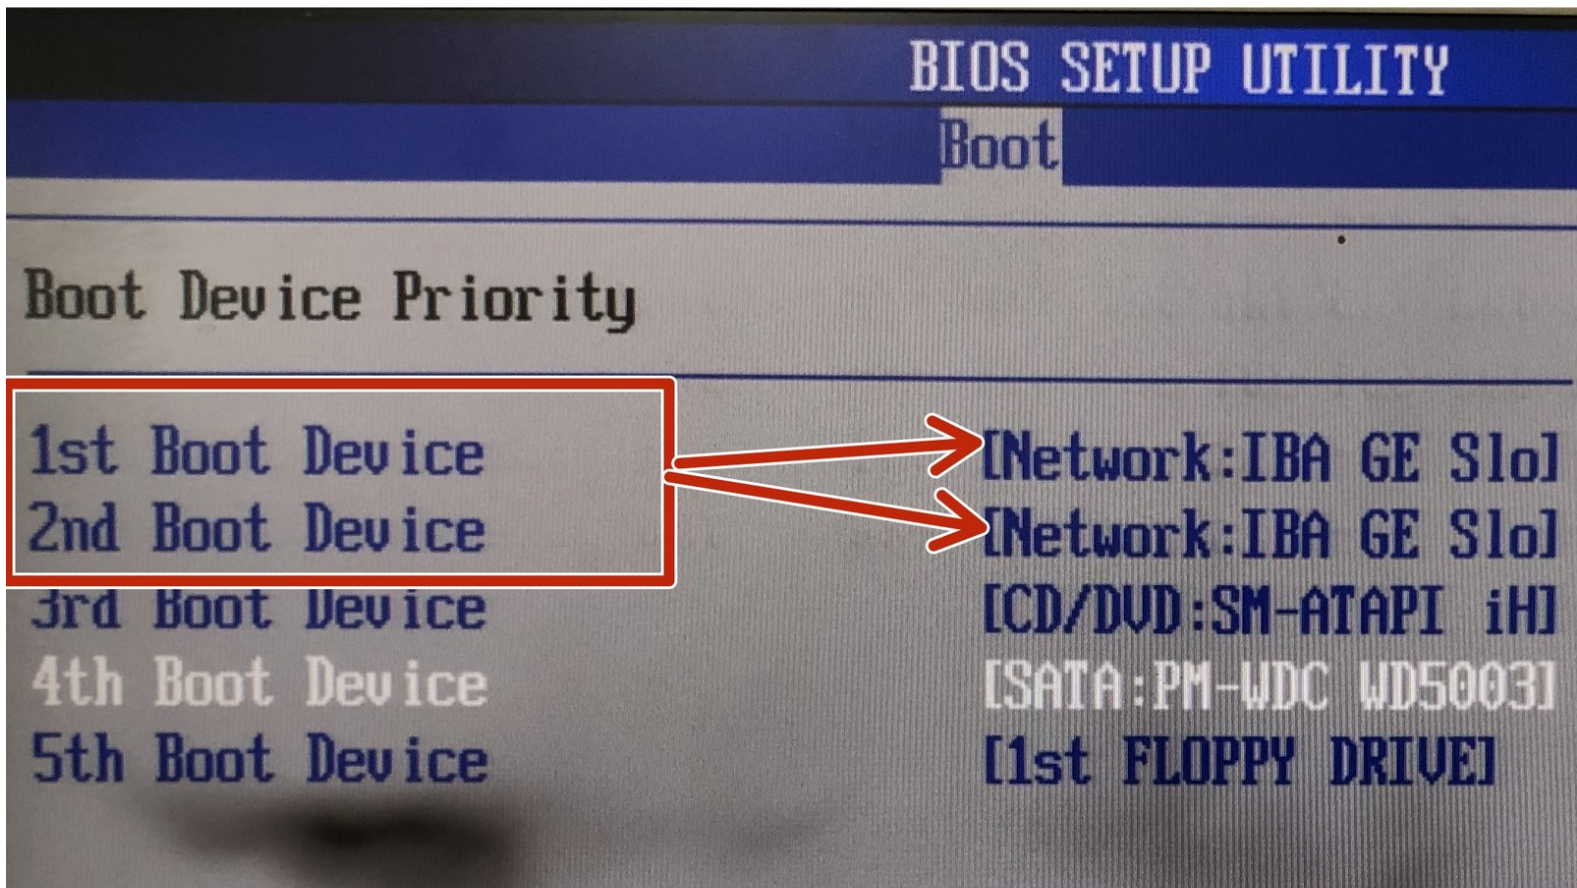 BIOS SETUP UTILITY
Boot
Boot Device Priority
1st Boot Device [Network:IBA GE Slo]
2nd Boot Device [Network:IBA GE Slo]
3rd Boot Device [CD/DVD:SM-ATAPI iH]
4th Boot Device [SATA:PM-WDC WD5003]
5th Boot Device [1st FLOPPY DRIVE]